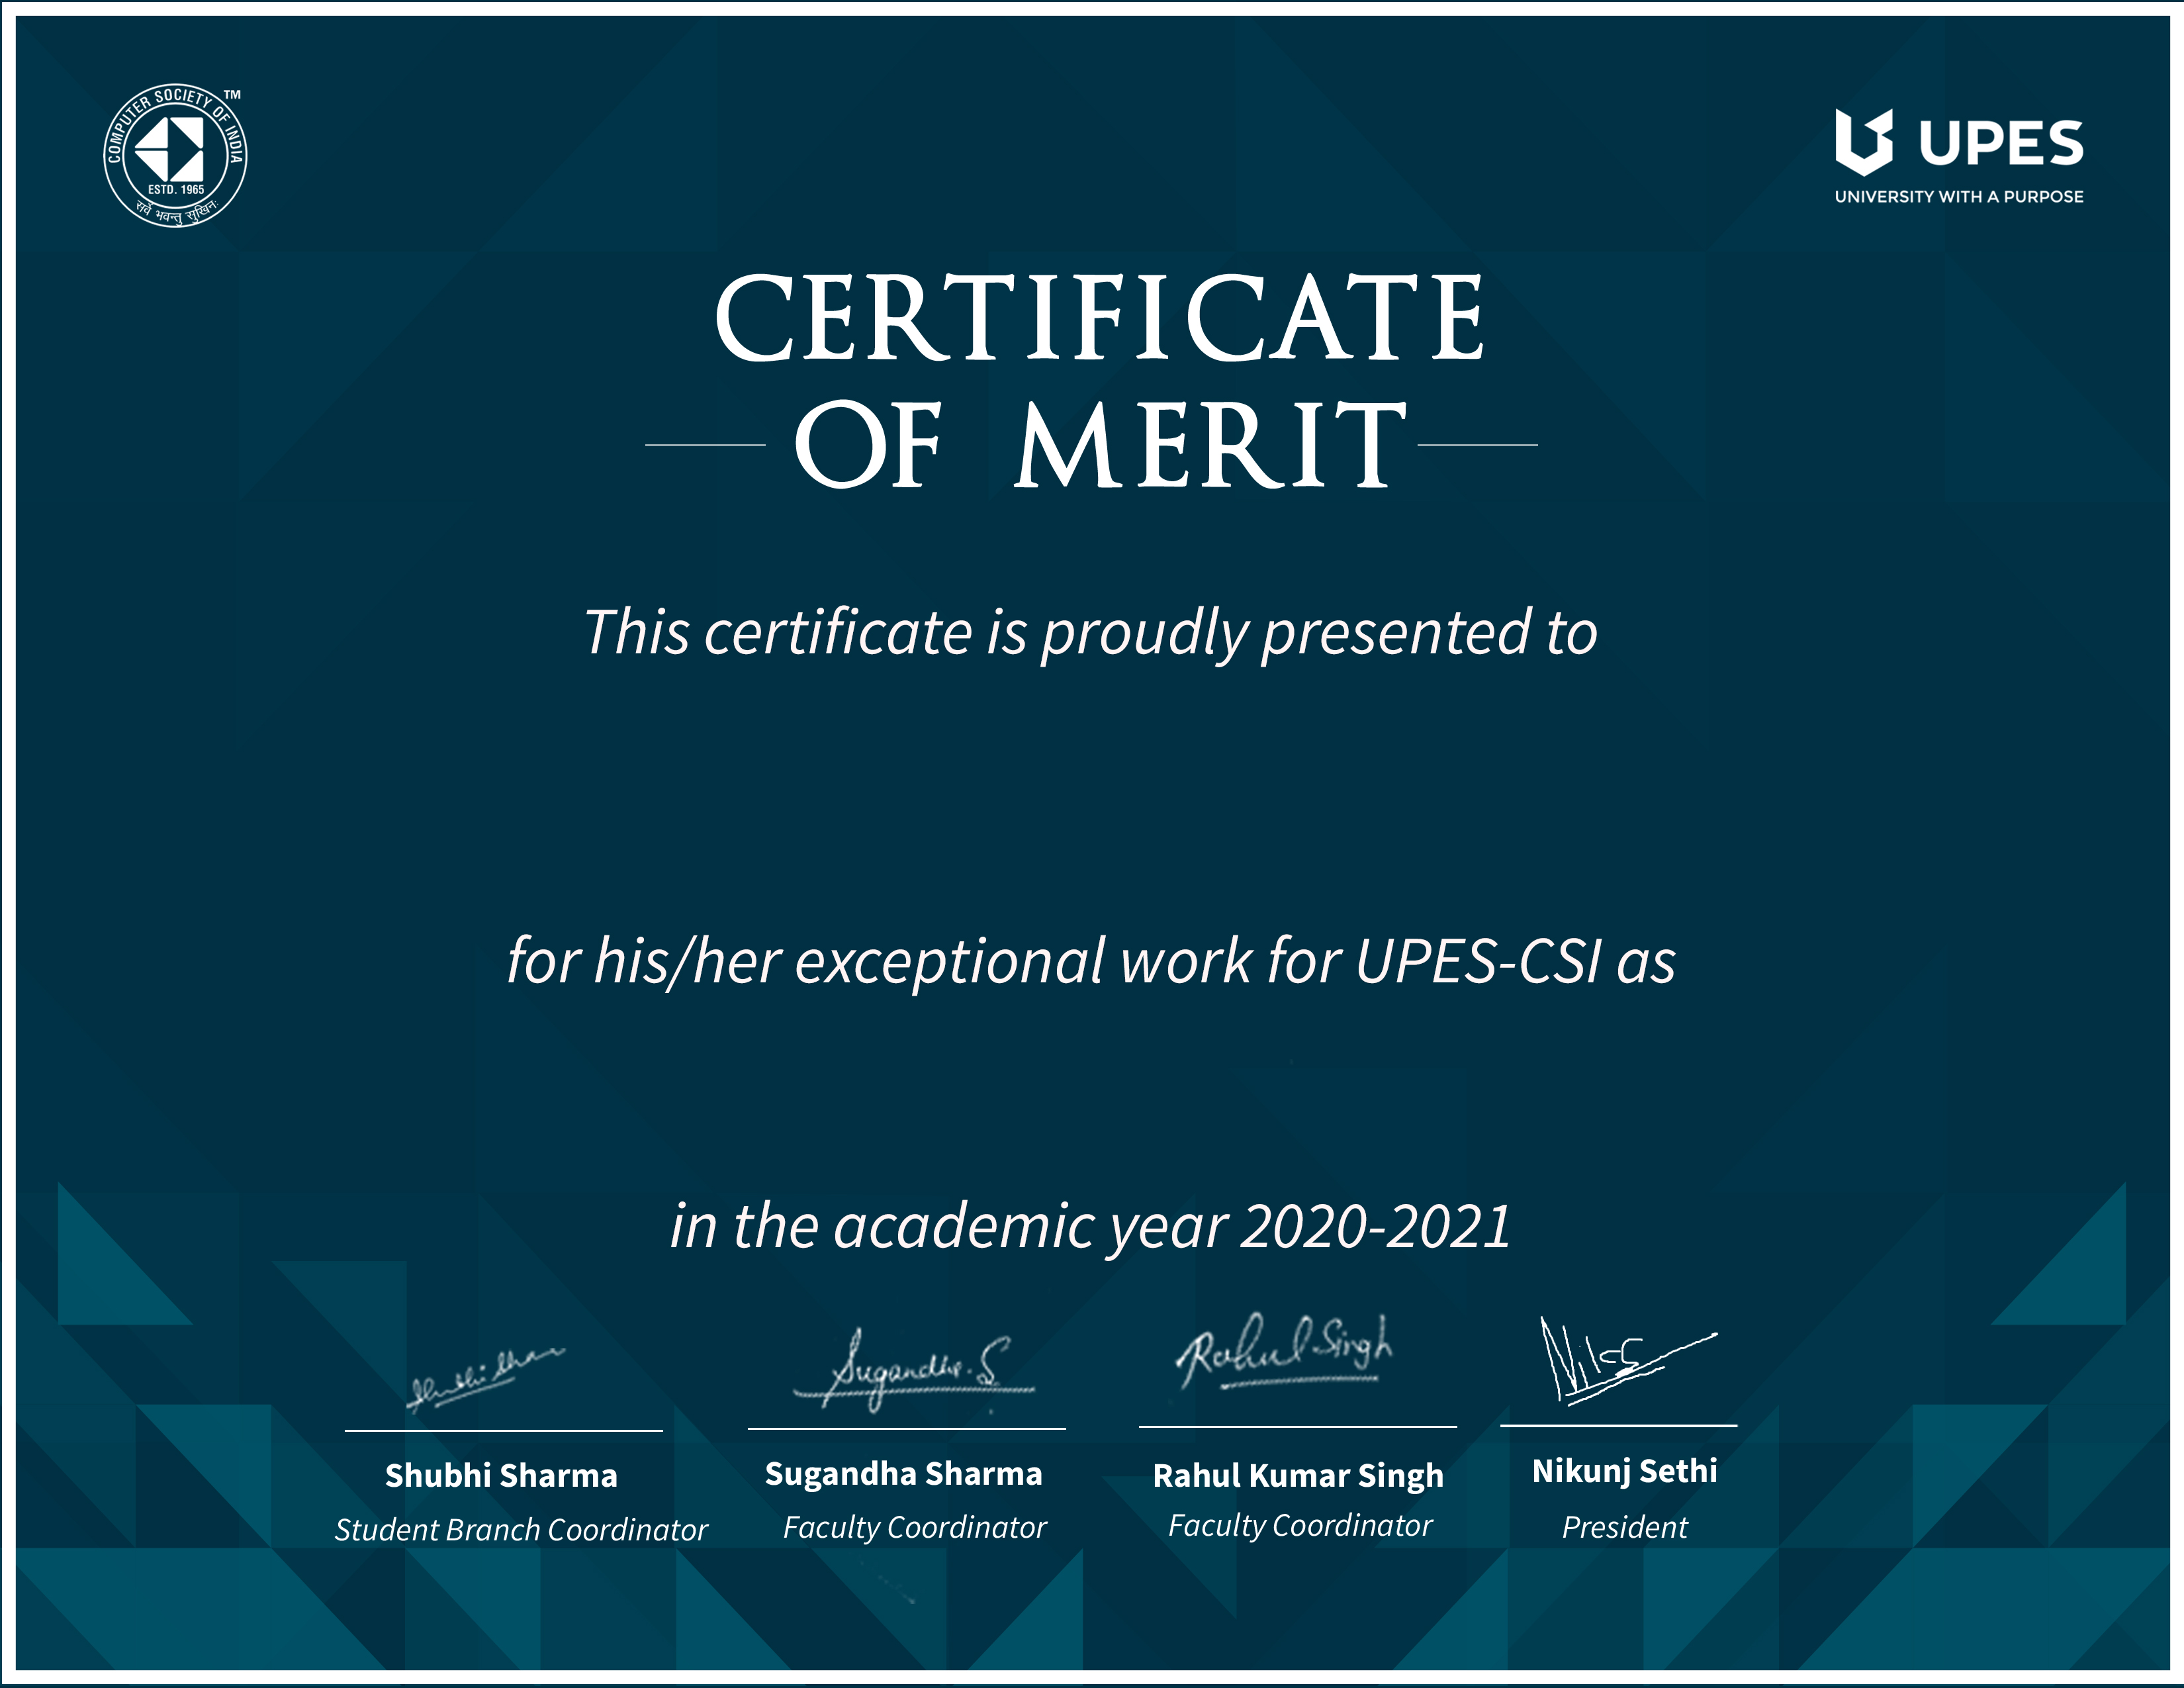 COMPUTER SOCIETY OF INDIA
TM
ESTD. 1965
सर्वे भवन्तु सुखिनः
UPES
UNIVERSITY WITH A PURPOSE
CERTIFICATE
OF MERIT
This certificate is proudly presented to
for his/her exceptional work for UPES-CSI as
in the academic year 2020-2021
Sugandha.S
Rahul Singh
Shubhi Sharma
Sugandha Sharma
Rahul Kumar Singh
Nikunj Sethi
Student Branch Coordinator
Faculty Coordinator
Faculty Coordinator
President